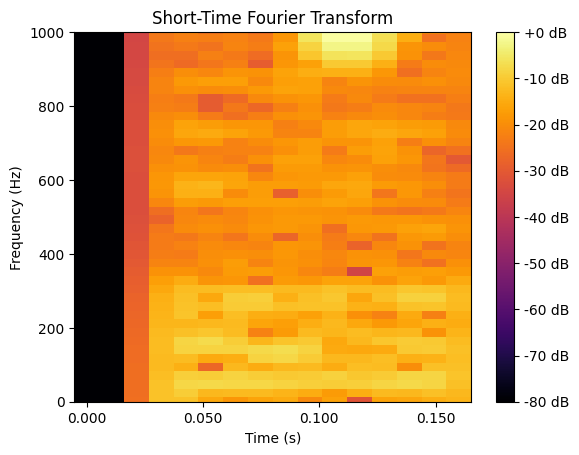 Short-Time Fourier Transform
1000
800
600
400
200
0
Frequency (Hz)
0.000
0.050
0.100
0.150
Time (s)
+0 dB
-10 dB
-20 dB
-30 dB
-40 dB
-50 dB
-60 dB
-70 dB
-80 dB